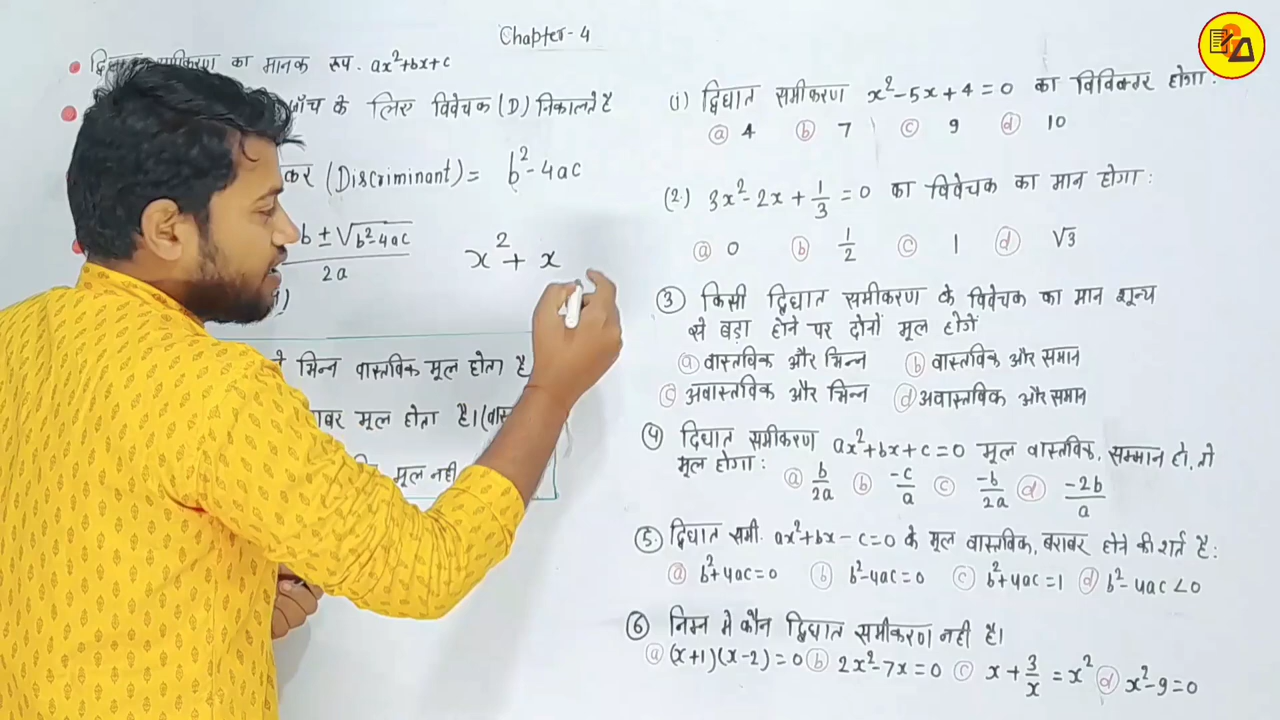 Chapter-4
का मानक रूप. ax²+bx+c
जाँच के लिए विवेचक (D) निकालते है
(Discriminant) = b²-4ac
b ± √b²-4ac
2a
x² + x
भिन्न वास्तविक मूल होता है
मूल होता है।
मूल नही
(1) द्विघात समीकरण x²-5x+4=0 का विविक्तर होगा:
(a) 4 (b) 7 (c) 9 (d) 10
(2.) 3x²-2x+1/3=0 का विवेचक का मान होगा:
(a) 0 (b) 1/2 (c) 1 (d) √3
(3) किसी द्विघात समीकरण के विवेचक का मान शून्य
से बड़ा होने पर दोनों मूल होगें
(a) वास्तविक और भिन्न (b) वास्तविक और समान
(c) अवास्तविक और भिन्न (d) अवास्तविक और समान
(4) द्विघात समीकरण ax²+bx+c=0 मूल वास्तविक, सम्मान हो, तो
मूल होगा: (a) b/2a (b) -c/a (c) -b/2a (d) -2b/a
(5.) द्विघात समी. ax²+bx-c=0 के मूल वास्तविक, बराबर होने की शर्त है:
(a) b²+4ac=0 (b) b²-4ac=0 (c) b²+4ac=1 (d) b²-4ac<0
(6) निम्न मे कौन द्विघात समीकरण नही है।
(a) (x+1)(x-2)=0 (b) 2x²-7x=0 (c) x+3/x=x² (d) x²-9=0